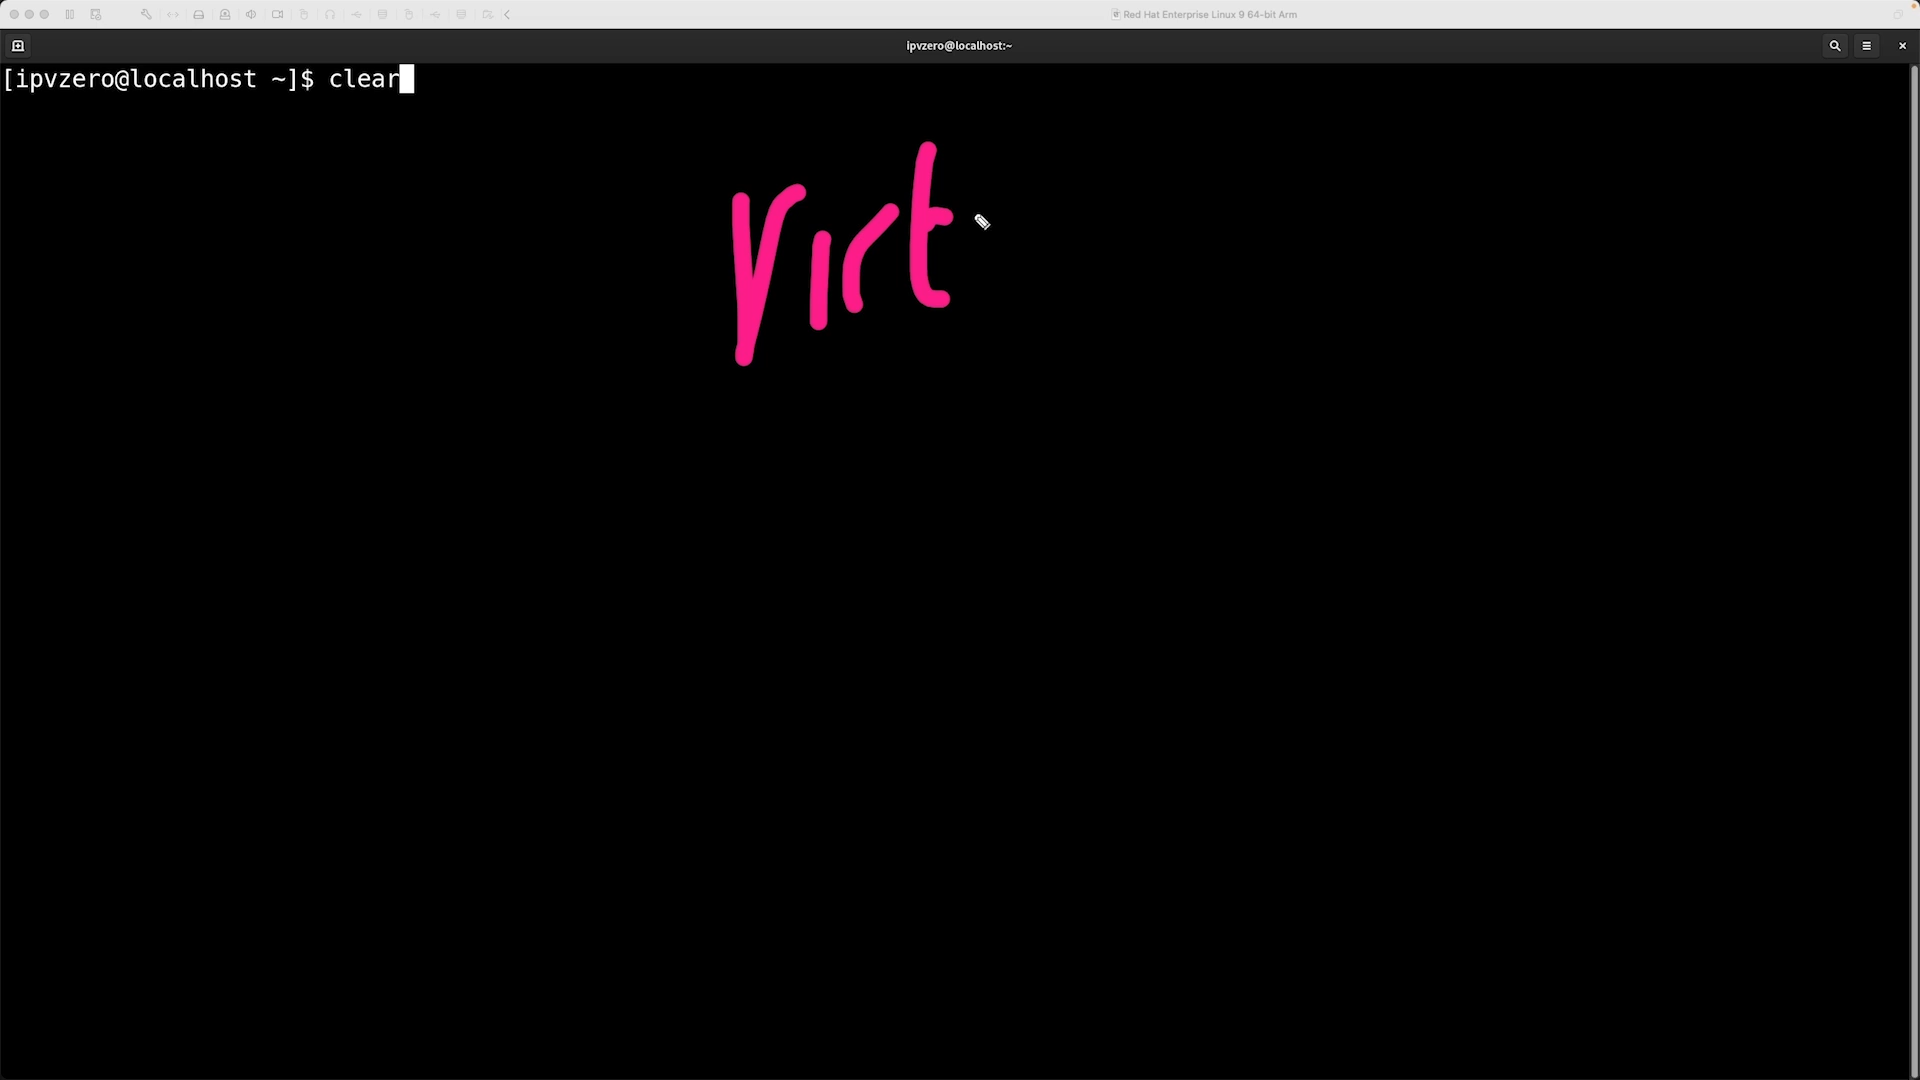 Red Hat Enterprise Linux 9 64-bit Arm
ipvzero@localhost:~
[ipvzero@localhost ~]$ clear
Virt